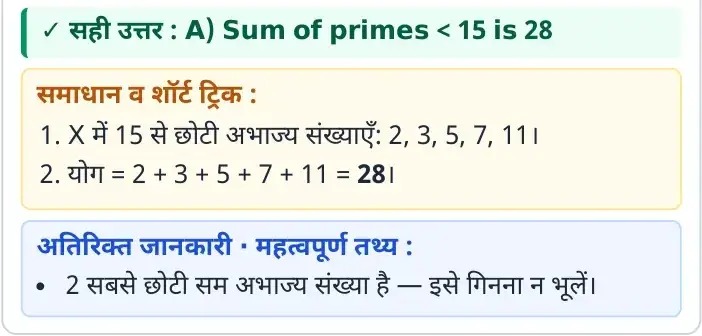 ✓ सही उत्तर : A) Sum of primes < 15 is 28
समाधान व शॉर्ट ट्रिक :
1. X में 15 से छोटी अभाज्य संख्याएँ: 2, 3, 5, 7, 11।
2. योग = 2 + 3 + 5 + 7 + 11 = 28।
अतिरिक्त जानकारी · महत्वपूर्ण तथ्य :
• 2 सबसे छोटी सम अभाज्य संख्या है — इसे गिनना न भूलें।